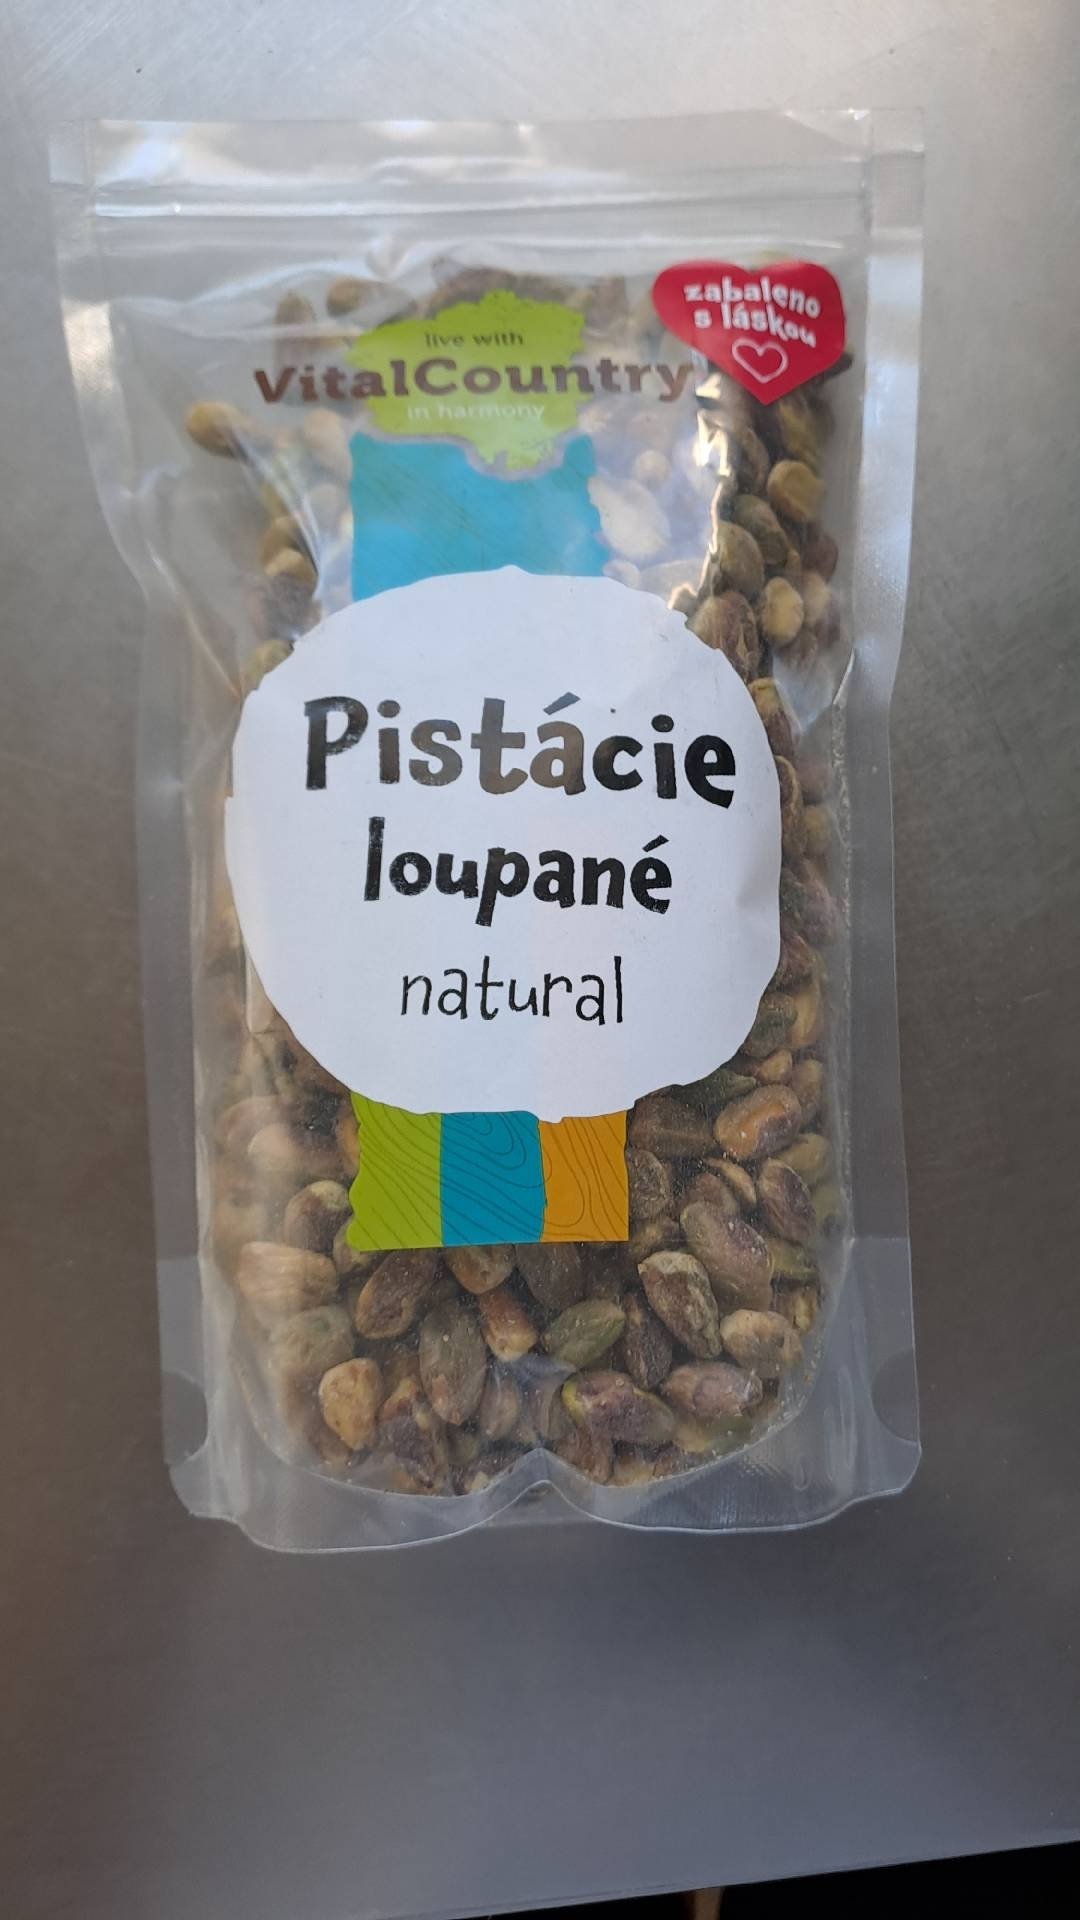 zabaleno
s láskou
live with
VitalCountry
in harmony
Pistácie
loupané
natural